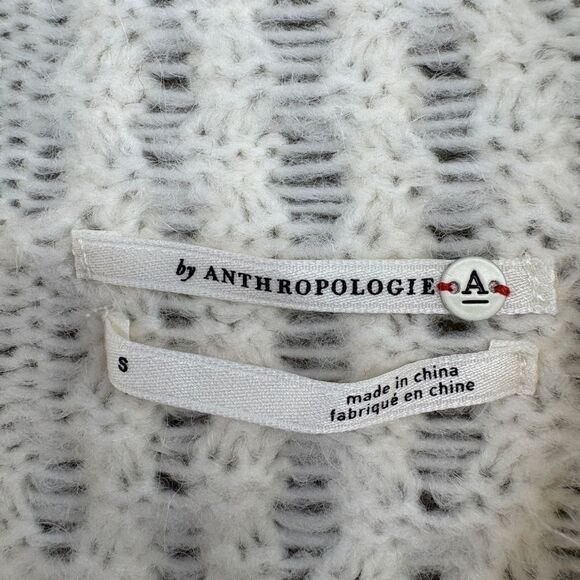 by ANTHROPOLOGIE A
S
made in china
fabriqué en chine